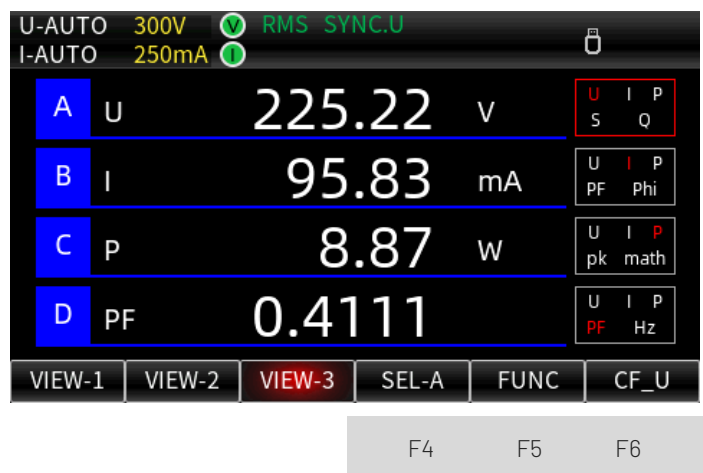 U-AUTO 300V V RMS SYNC.U
I-AUTO 250mA I
A U 225.22 V
U I P
S Q
B I 95.83 mA
U I P
PF Phi
C P 8.87 W
U I P
pk math
D PF 0.4111
U I P
PF Hz
VIEW-1 VIEW-2 VIEW-3 SEL-A FUNC CF_U
F4 F5 F6